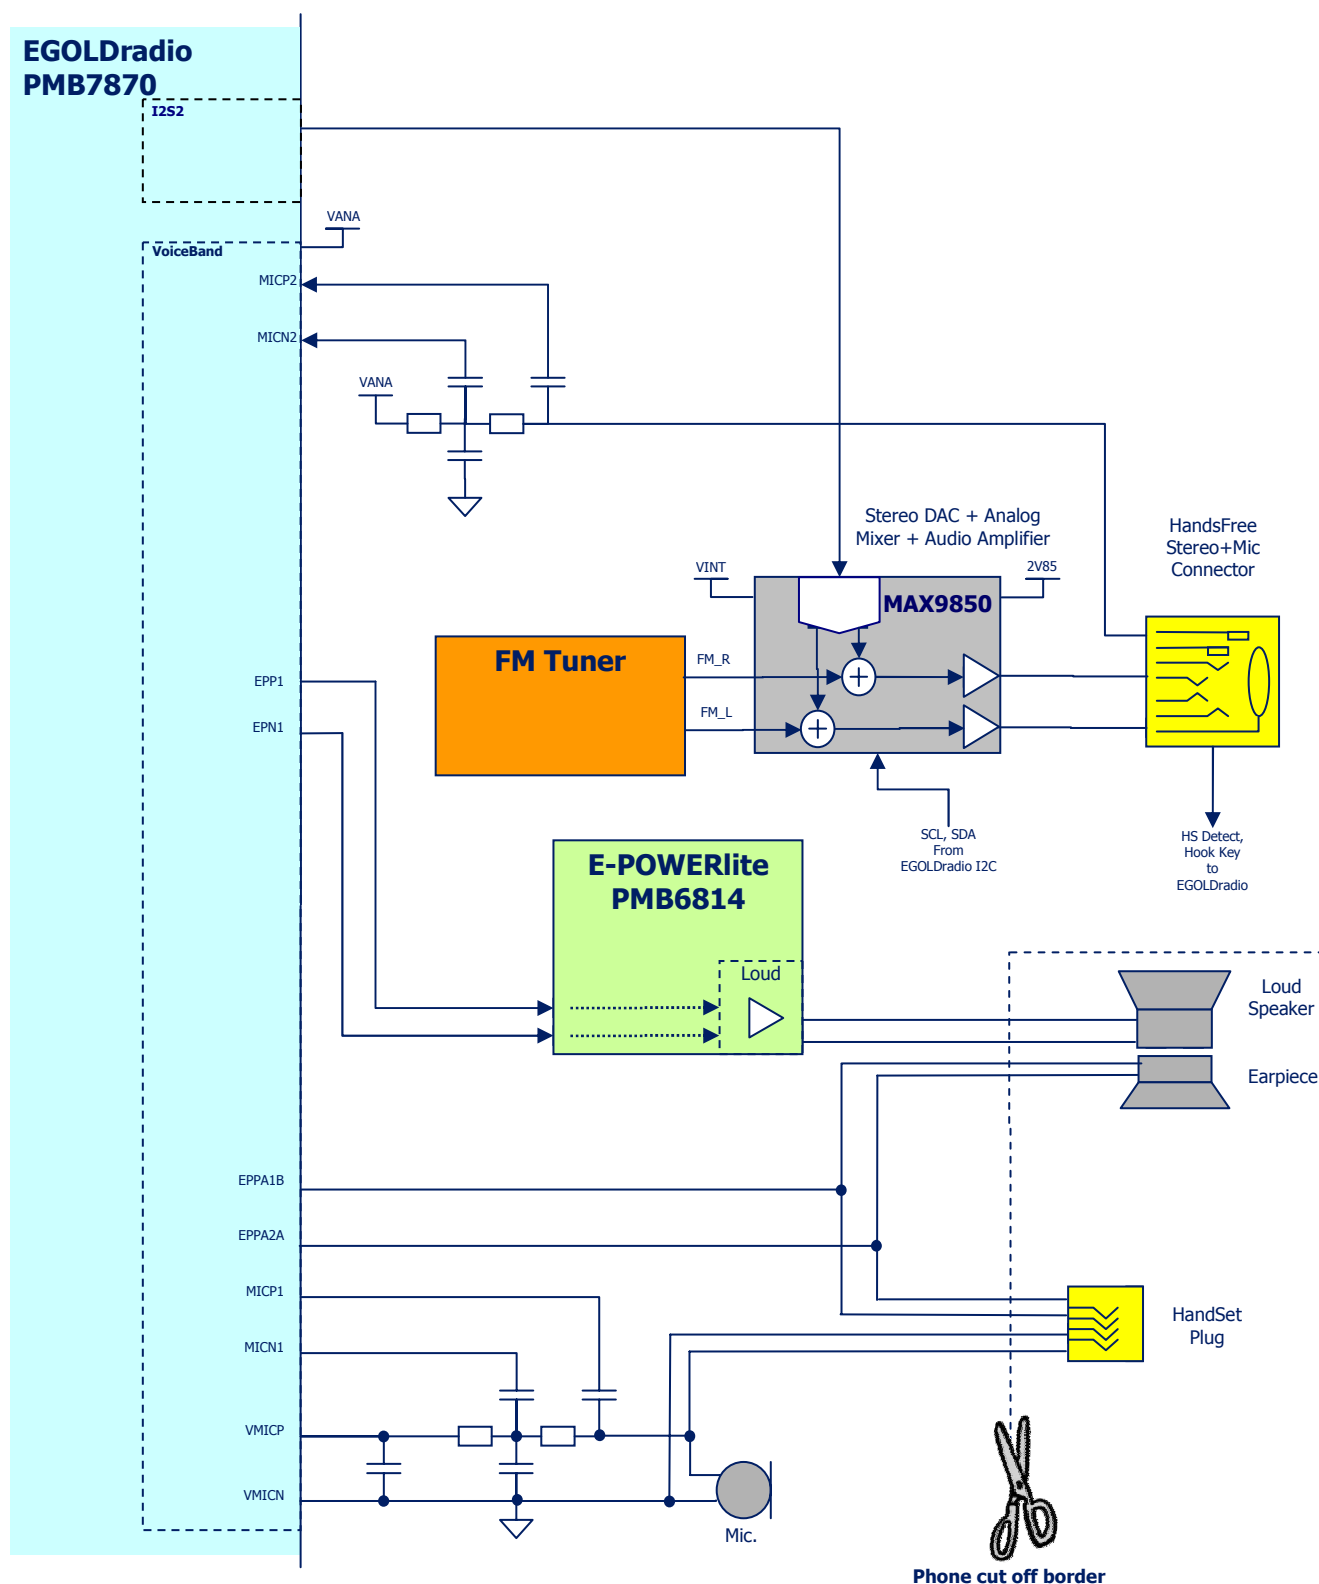 EGOLDradio
PMB7870
I2S2
VANA
VoiceBand
MICP2
MICN2
VANA
Stereo DAC + Analog
Mixer + Audio Amplifier
HandsFree
Stereo+Mic
Connector
VINT
2V85
MAX9850
FM Tuner
FM_R
FM_L
EPP1
EPN1
SCL, SDA
From
EGOLDradio I2C
HS Detect,
Hook Key
to
EGOLDradio
E-POWERlite
PMB6814
Loud
Loud
Speaker
Earpiece
EPPA1B
EPPA2A
MICP1
MICN1
HandSet
Plug
VMICP
VMICN
Mic.
Phone cut off border